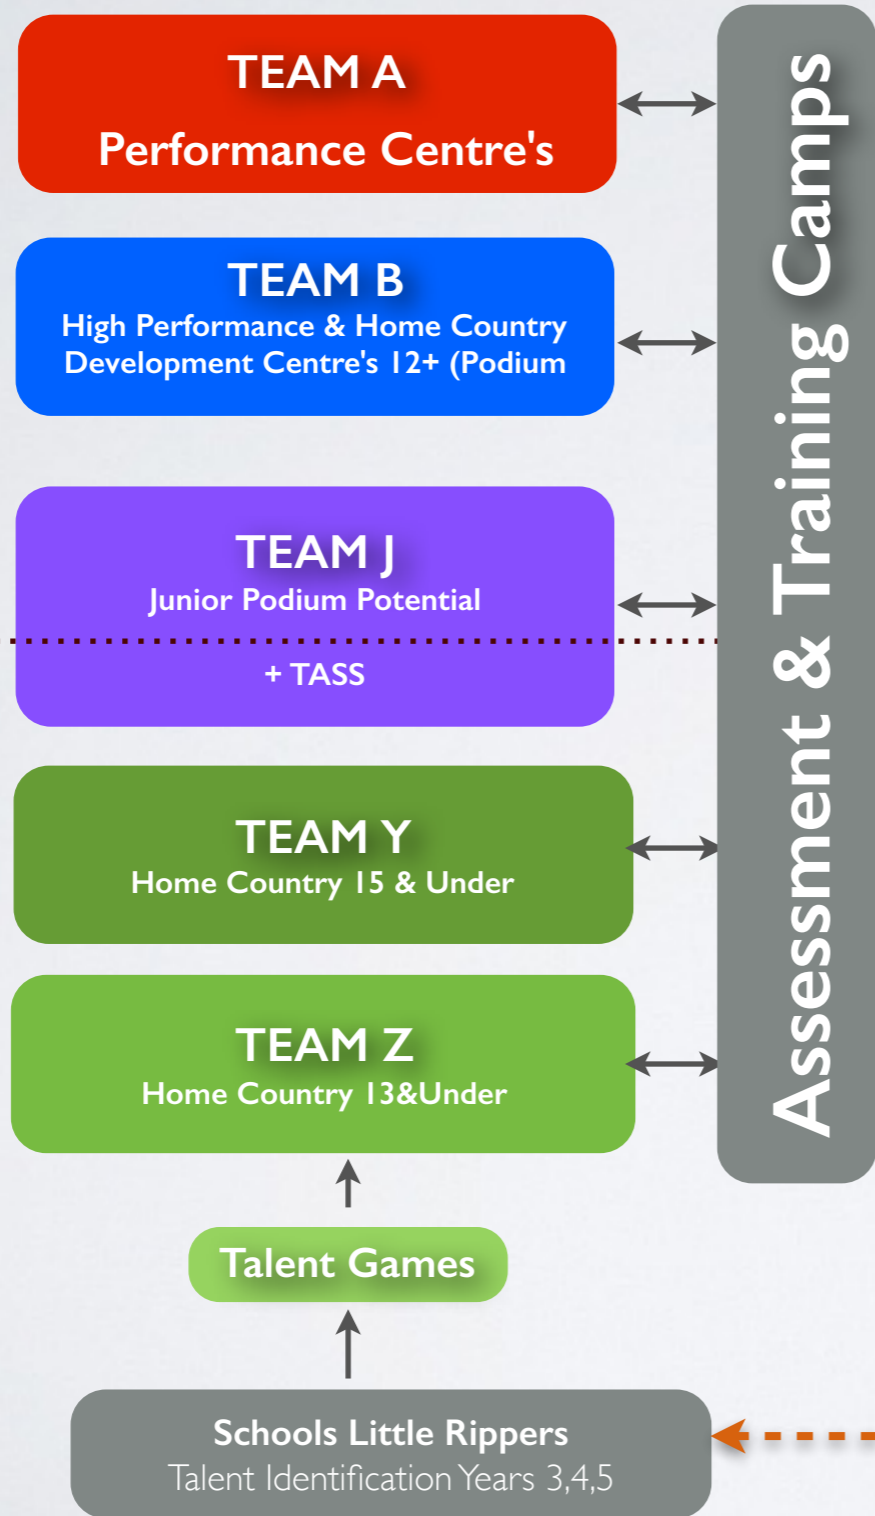 TEAM A
Performance Centre's
TEAM B
High Performance & Home Country
Development Centre's 12+ (Podium
TEAM J
Junior Podium Potential
+ TASS
TEAM Y
Home Country 15 & Under
TEAM Z
Home Country 13&Under
Talent Games
Schools Little Rippers
Talent Identification Years 3,4,5
Assessment & Training Camps